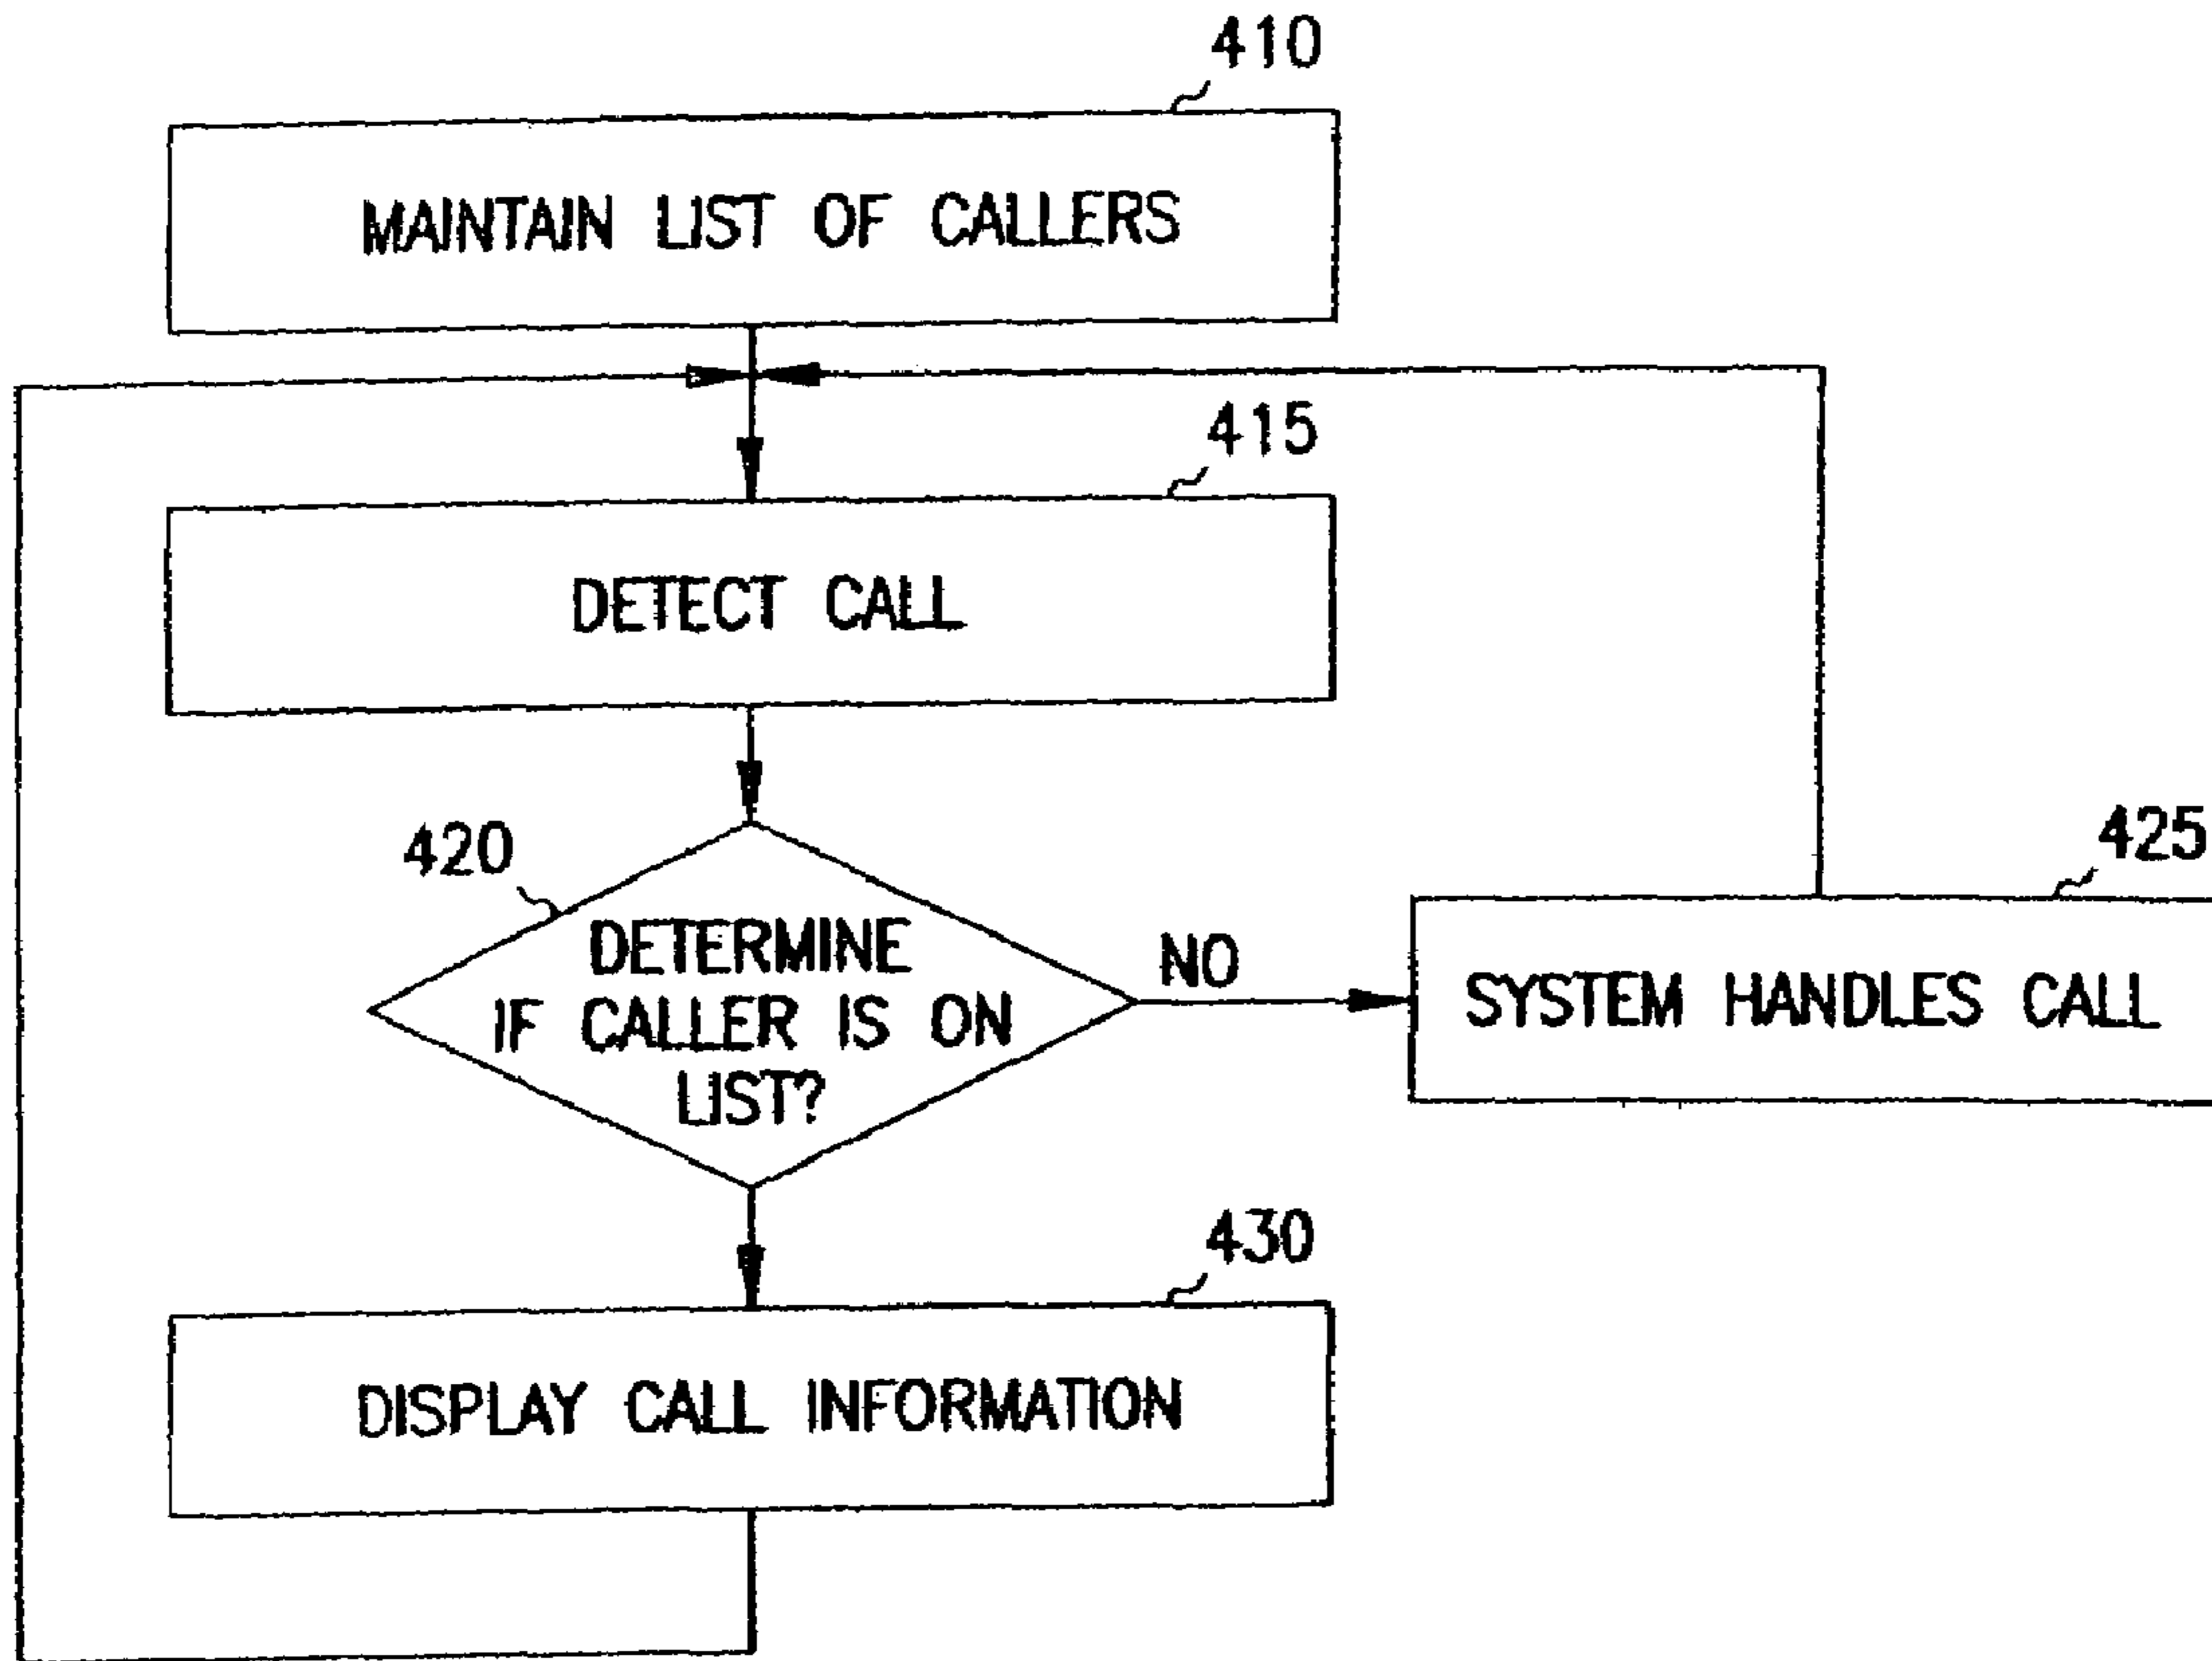 410
MAINTAIN LIST OF CALLERS
415
DETECT CALL
420
DETERMINE
IF CALLER IS ON
LIST?
NO
425
SYSTEM HANDLES CALL
430
DISPLAY CALL INFORMATION